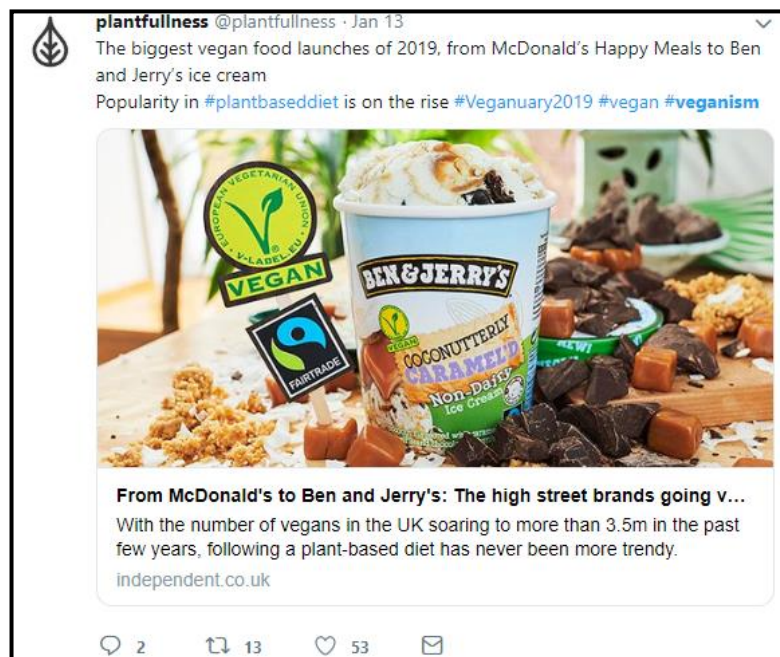 plantfullness @plantfullness · Jan 13
The biggest vegan food launches of 2019, from McDonald's Happy Meals to Ben
and Jerry's ice cream
Popularity in #plantbaseddiet is on the rise #Veganuary2019 #vegan #veganism
EUROPEAN VEGETARIAN UNION
V-LABEL.EU
VEGAN
FAIRTRADE
BEN & JERRY'S
VEGAN
COCONUTTERLY
CARAMEL'D
Non-Dairy
Ice Cream
NEW!
From McDonald's to Ben and Jerry's: The high street brands going v...
With the number of vegans in the UK soaring to more than 3.5m in the past
few years, following a plant-based diet has never been more trendy.
independent.co.uk
2 13 53